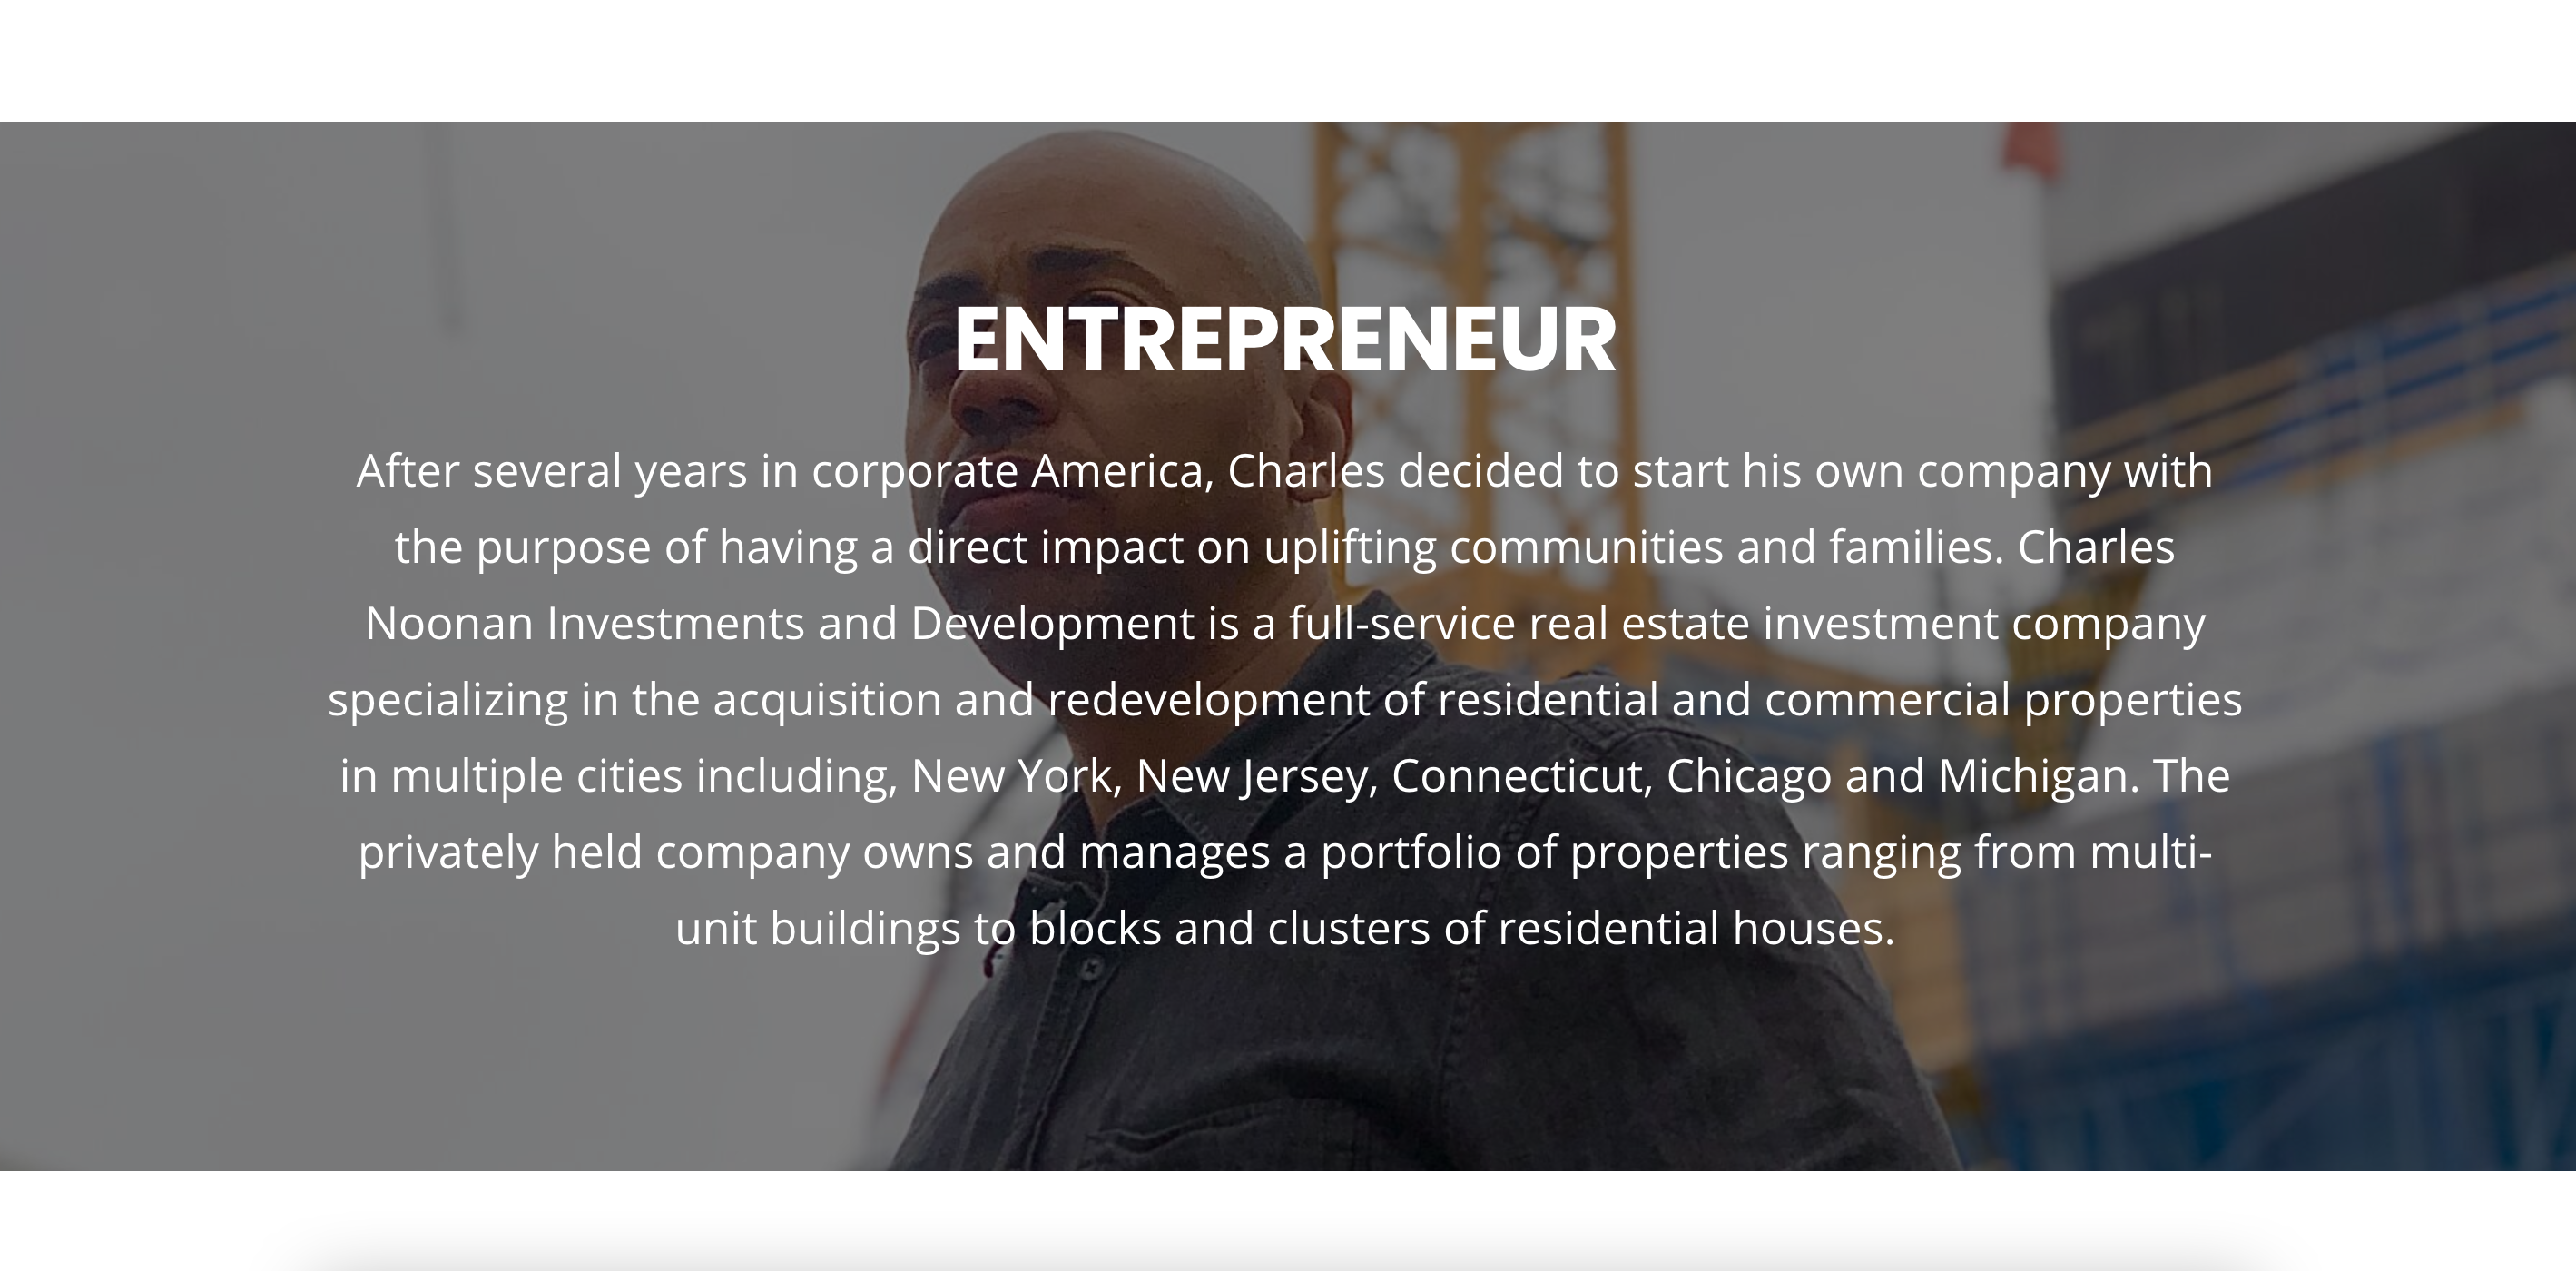 ENTREPRENEUR
After several years in corporate America, Charles decided to start his own company with
the purpose of having a direct impact on uplifting communities and families. Charles
Noonan Investments and Development is a full-service real estate investment company
specializing in the acquisition and redevelopment of residential and commercial properties
in multiple cities including, New York, New Jersey, Connecticut, Chicago and Michigan. The
privately held company owns and manages a portfolio of properties ranging from multi-
unit buildings to blocks and clusters of residential houses.